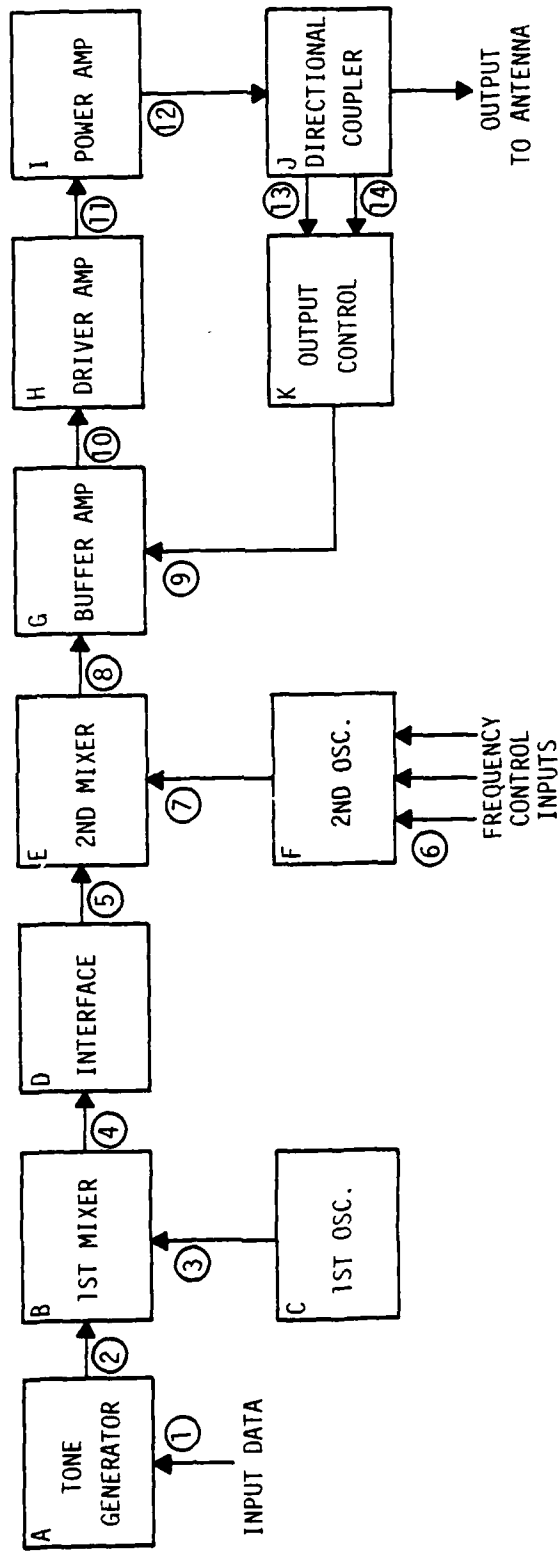 A
TONE
GENERATOR
1
INPUT DATA
2
B
1ST MIXER
3
C
1ST OSC.
4
D
INTERFACE
5
E
2ND MIXER
7
F
2ND OSC.
6
FREQUENCY
CONTROL
INPUTS
8
G
BUFFER AMP
9
10
H
DRIVER AMP
11
I
POWER AMP
12
J
DIRECTIONAL
COUPLER
13
14
K
OUTPUT
CONTROL
OUTPUT
TO ANTENNA